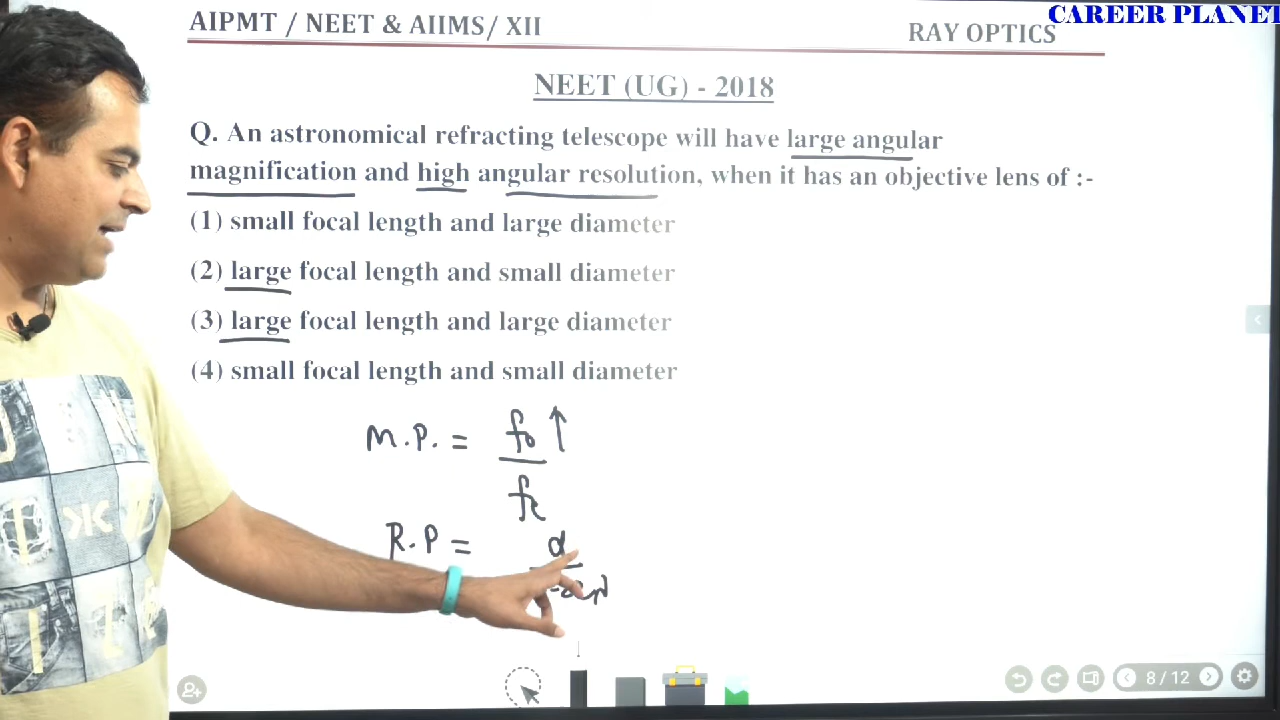 AIPMT / NEET & AIIMS/ XII
RAY OPTICS
CAREER PLANET
NEET (UG) - 2018
Q. An astronomical refracting telescope will have large angular
magnification and high angular resolution, when it has an objective lens of :-
(1) small focal length and large diameter
(2) large focal length and small diameter
(3) large focal length and large diameter
(4) small focal length and small diameter
M.P. = fo ↑
fe
R.P =
d
8 / 12